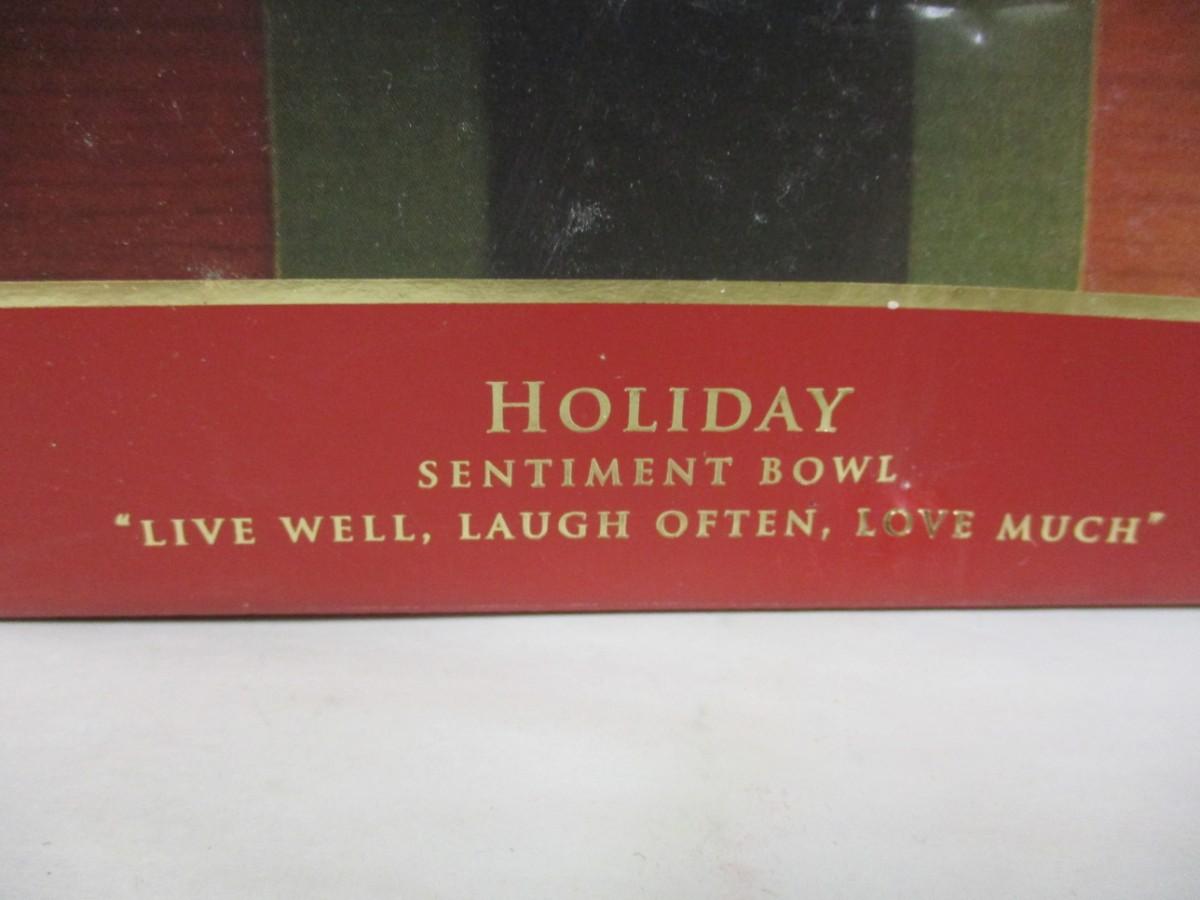 HOLIDAY
SENTIMENT BOWL
"LIVE WELL, LAUGH OFTEN, LOVE MUCH"